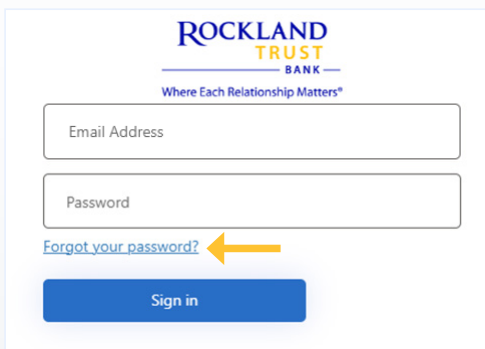 ROCKLAND
TRUST
BANK
Where Each Relationship Matters®
Email Address
Password
Forgot your password?
Sign in